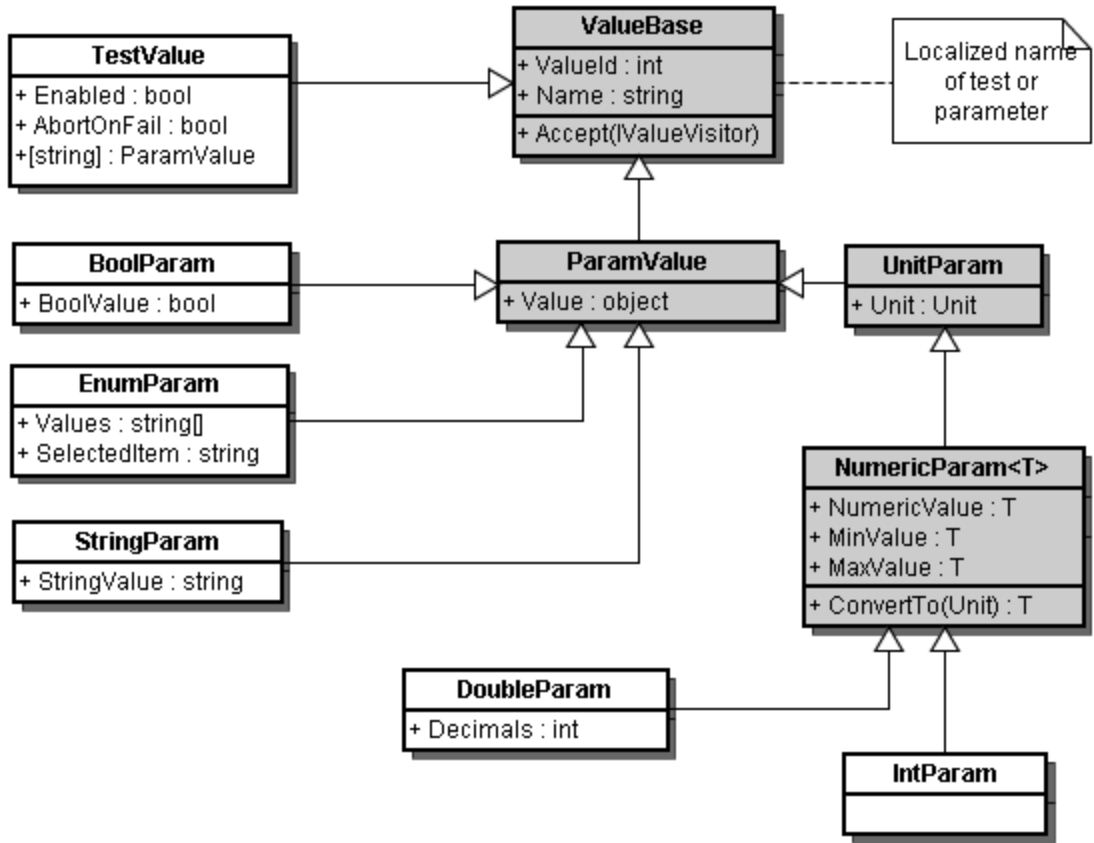 TestValue
+ Enabled : bool
+ AbortOnFail : bool
+[string] : ParamValue
ValueBase
+ ValueId : int
+ Name : string
+ Accept(IValueVisitor)
Localized name
of test or
parameter
BoolParam
+ BoolValue : bool
ParamValue
+ Value : object
UnitParam
+ Unit : Unit
EnumParam
+ Values : string[]
+ SelectedItem : string
NumericParam<T>
+ NumericValue : T
+ MinValue : T
+ MaxValue : T
+ ConvertTo(Unit) : T
StringParam
+ StringValue : string
DoubleParam
+ Decimals : int
IntParam